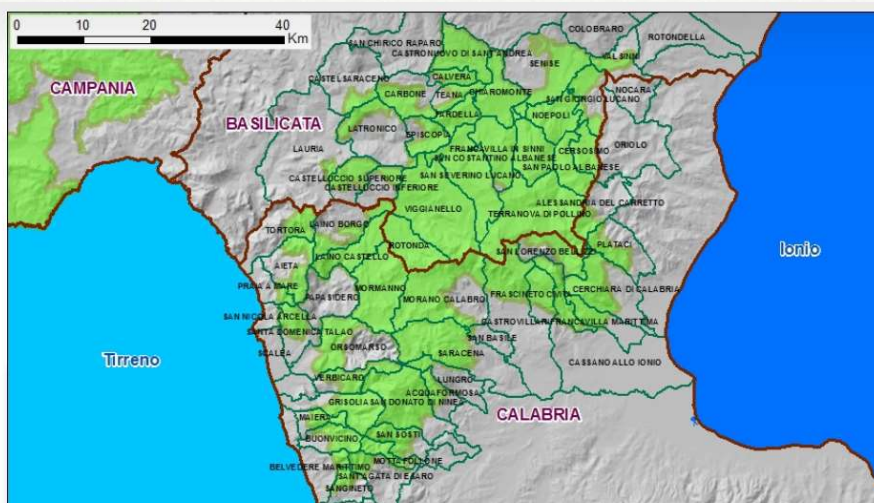 0 10 20 40
Km
COLOBRARO
ROTONDELLA
SAN CHIRICO RAPARO
CASTRONUOVO DI SANT'ANDREA
VALSINNI
SENISE
CAMPANIA
CASTELSARACENO
CALVERA
CARBONE
TEANA
CHIAROMONTE
NOCARA
SAN GIORGIO LUCANO
FARDELLA
NOEPOLI
BASILICATA
LATRONICO
EPISCOPIA
LAURIA
FRANCAVILLA IN SINNI
CERSOSIMO
ORIOLO
SAN COSTANTINO ALBANESE
SAN PAOLO ALBANESE
CASTELLUCCIO SUPERIORE
SAN SEVERINO LUCANO
CASTELLUCCIO INFERIORE
ALESSANDRIA DEL CARRETTO
VIGGIANELLO
TERRANOVA DI POLLINO
LAINO BORGO
TORTORA
ROTONDA
PLATACI
SAN LORENZO BELLIZZI
Ionio
LAINO CASTELLO
AIETA
PRAIA A MARE
MORMANNO
CERCHIARA DI CALABRIA
PAPASIDERO
MORANO CALABRO
FRASCINETO
CIVITA
SAN NICOLA ARCELLA
CASTROVILLARI
FRANCAVILLA MARITTIMA
SANTA DOMENICA TALAO
SAN BASILE
ORSOMARSO
SCALEA
SARACENA
Tirreno
CASSANO ALLO IONIO
VERBICARO
LUNGRO
ACQUAFORMOSA
GRISOLIA
SAN DONATO DI NINEA
MAIERA
CALABRIA
BUONVICINO
SAN SOSTI
MOTTAFOLLONE
BELVEDERE MARITTIMO
SANT'AGATA DI ESARO
SANGINETO